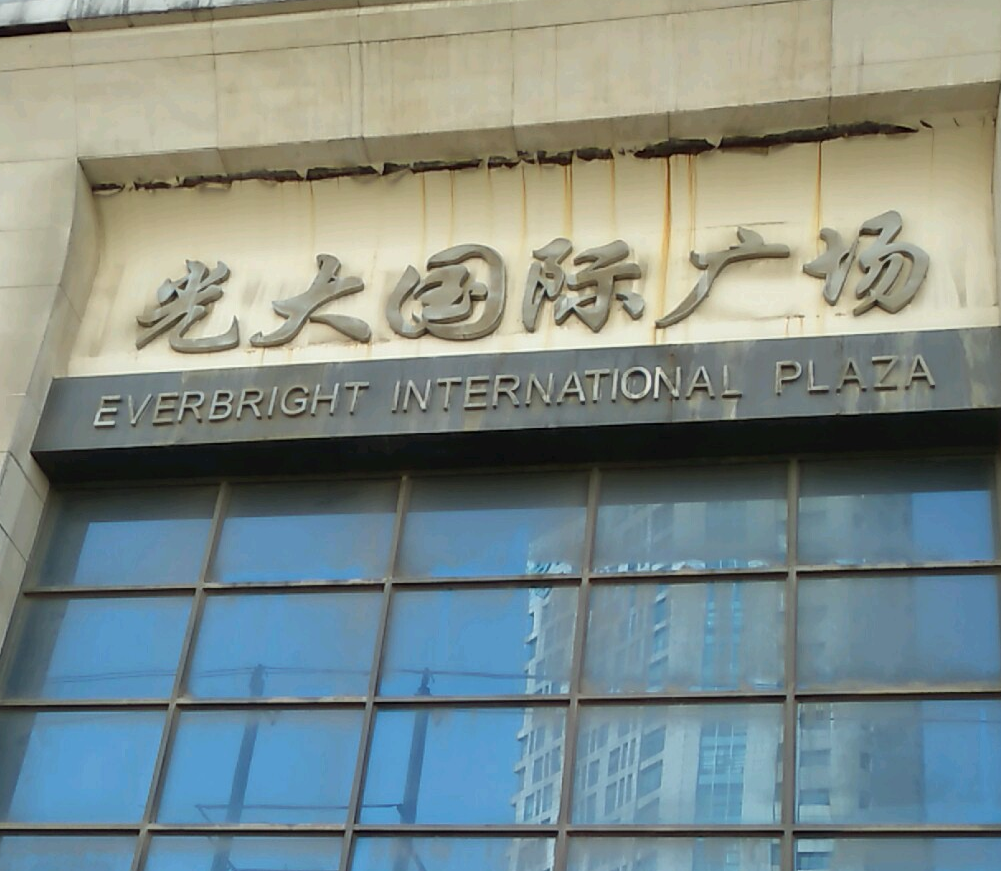 光大国际广场
EVERBRIGHT INTERNATIONAL PLAZA